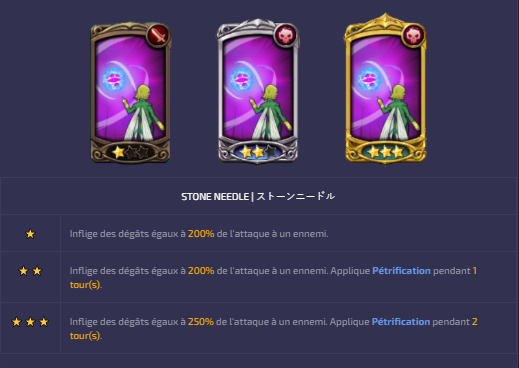 STONE NEEDLE | ストーンニードル
Inflige des dégâts égaux à 200% de l'attaque à un ennemi.
Inflige des dégâts égaux à 200% de l'attaque à un ennemi. Applique Pétrification pendant 1
tour(s).
Inflige des dégâts égaux à 250% de l'attaque à un ennemi. Applique Pétrification pendant 2
tour(s).